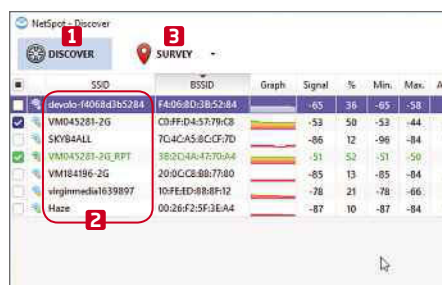 NetSpot - Discover
1 3
DISCOVER SURVEY
SSID BSSID Graph Signal % Min. Max. A
devolo-f4068d3b5284 F4:06:8D:3B:52:84 -65 36 -65 -58
VM045281-2G C0:FF:D4:57:79:C8 -53 50 -53 -44
SKYB4ALL 7C:4C:A5:8C:CF:7D -86 12 -96 -84
VM045281-2G_RPT 38:2C:4A:47:70:A4 -51 52 -51 -50
VM184196-2G 20:0C:C8:B8:77:80 -85 13 -85 -84
virginmedia1639897 10:FE:ED:88:8F:12 -78 21 -78 -66
Haze 00:26:F2:5F:3E:A4 -87 10 -87 -84
2